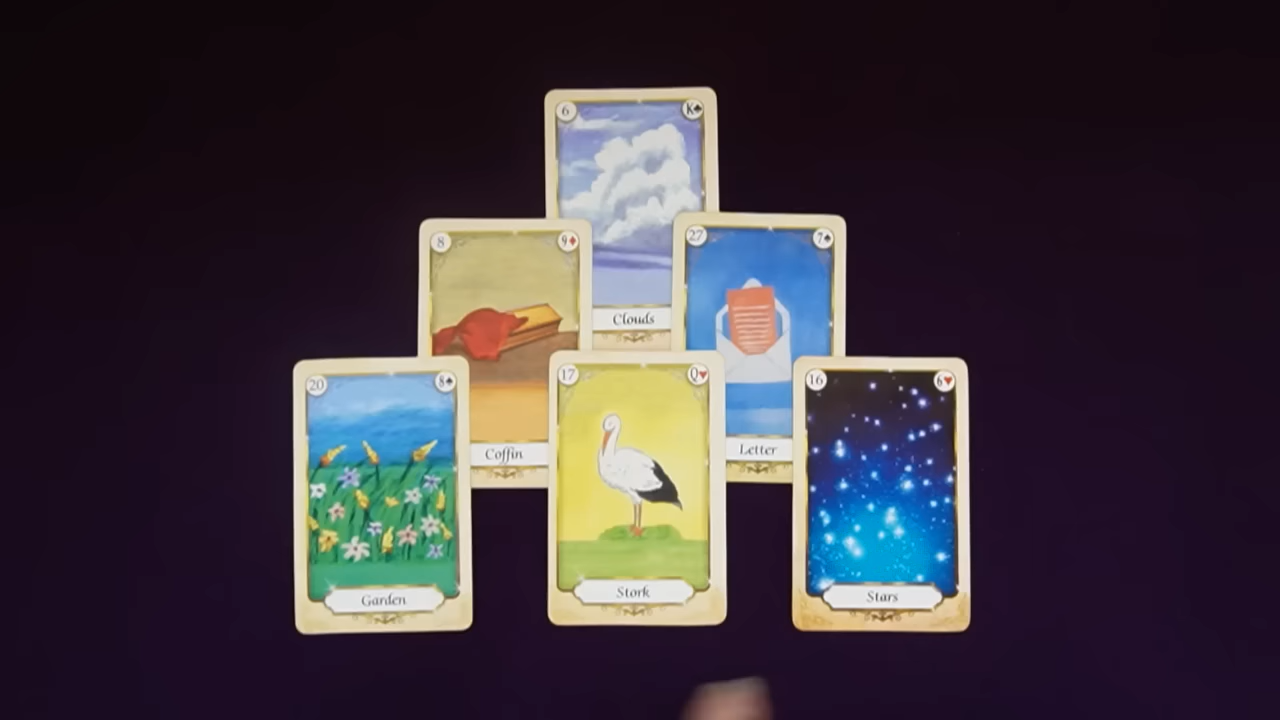 6 K♠
Clouds
8 9♦
Coffin
27 7♠
Letter
20 8♠
Garden
17 Q♥
Stork
16 6♥
Stars